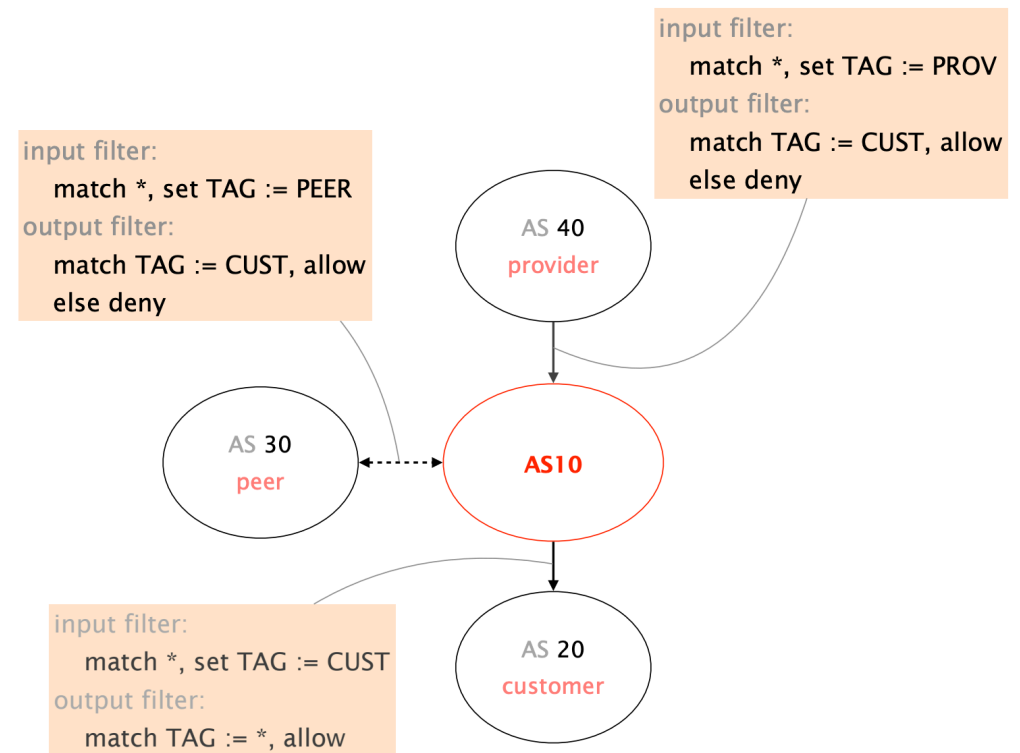 input filter:
match *, set TAG := PROV
output filter:
match TAG := CUST, allow
else deny
input filter:
match *, set TAG := PEER
output filter:
match TAG := CUST, allow
else deny
AS 40
provider
AS 30
peer
AS10
input filter:
match *, set TAG := CUST
output filter:
match TAG := *, allow
AS 20
customer